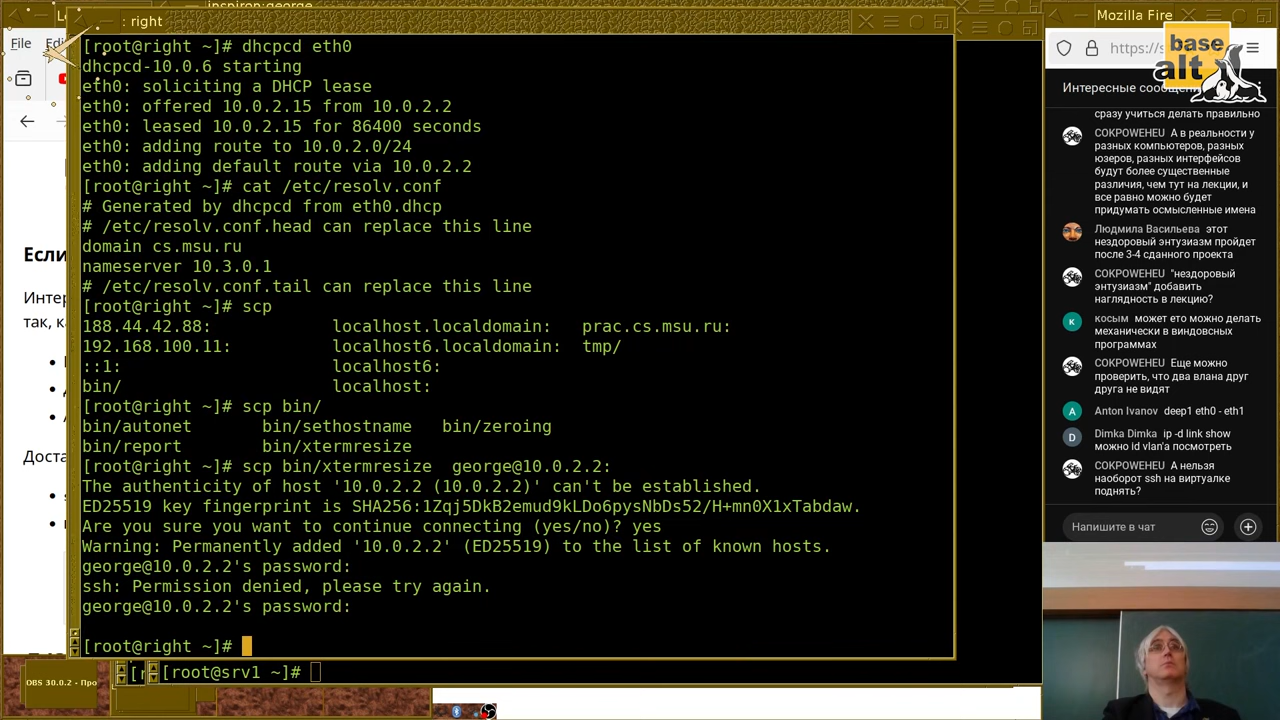 inspiron:george
: right
File
[root@right ~]# dhcpcd eth0
dhcpcd-10.0.6 starting
eth0: soliciting a DHCP lease
eth0: offered 10.0.2.15 from 10.0.2.2
eth0: leased 10.0.2.15 for 86400 seconds
eth0: adding route to 10.0.2.0/24
eth0: adding default route via 10.0.2.2
[root@right ~]# cat /etc/resolv.conf
# Generated by dhcpcd from eth0.dhcp
# /etc/resolv.conf.head can replace this line
domain cs.msu.ru
nameserver 10.3.0.1
# /etc/resolv.conf.tail can replace this line
[root@right ~]# scp
188.44.42.88: localhost.localdomain: prac.cs.msu.ru:
192.168.100.11: localhost6.localdomain: tmp/
::1: localhost6:
bin/ localhost:
[root@right ~]# scp bin/
bin/autonet bin/sethostname bin/zeroing
bin/report bin/xtermresize
[root@right ~]# scp bin/xtermresize george@10.0.2.2:
The authenticity of host '10.0.2.2 (10.0.2.2)' can't be established.
ED25519 key fingerprint is SHA256:1Zqj5DkB2emud9kLDo6pysNbDs52/H+mn0X1xTabdaw.
Are you sure you want to continue connecting (yes/no)? yes
Warning: Permanently added '10.0.2.2' (ED25519) to the list of known hosts.
george@10.0.2.2's password:
ssh: Permission denied, please try again.
george@10.0.2.2's password:
[root@right ~]#
[root@srv1 ~]#
OBS 30.0.2 - Про
Если
Интер
так, ка
Доста
Mozilla Fire
https://s
base
alt
Интересные сообщен
сразу учиться делать правильно
COKPOWEHEU А в реальности у
разных компьютеров, разных
юзеров, разных интерфейсов
будут более существенные
различия, чем тут на лекции, и
все равно можно будет
придумать осмысленные имена
Людмила Васильева этот
нездоровый энтузиазм пройдет
после 3-4 сданного проекта
COKPOWEHEU "нездоровый
энтузиазм" добавить
наглядность в лекцию?
косым может ето можно делать
механически в виндовсных
программах
COKPOWEHEU Еще можно
проверить, что два влана друг
друга не видят
Anton Ivanov deep1 eth0 - eth1
Dimka Dimka ip -d link show
можно id vlan'а посмотреть
COKPOWEHEU А нельзя
наоборот ssh на виртуалке
поднять?
Напишите в чат